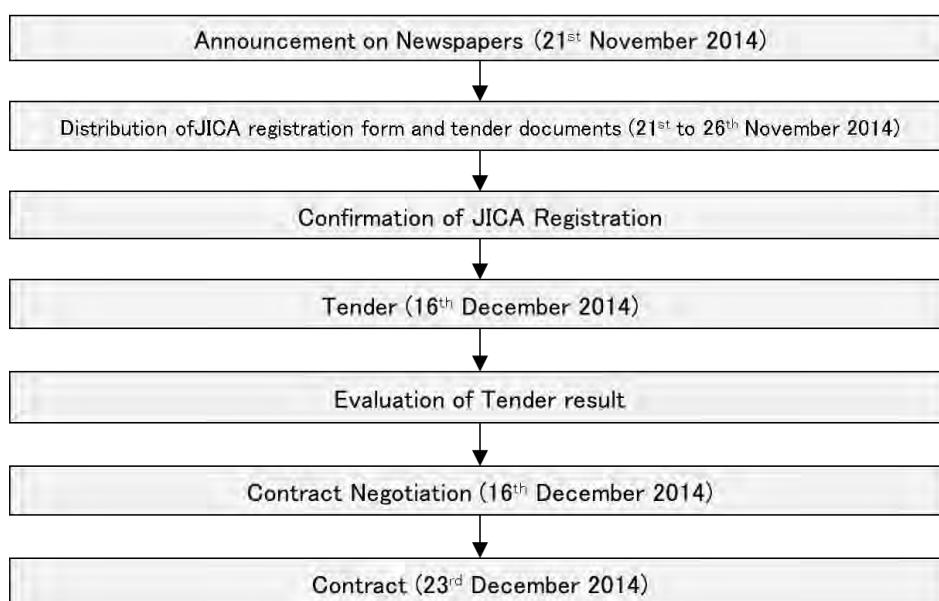 Announcement on Newspapers (21st November 2014)
Distribution ofJICA registration form and tender documents (21st to 26th November 2014)
Confirmation of JICA Registration
Tender (16th December 2014)
Evaluation of Tender result
Contract Negotiation (16th December 2014)
Contract (23rd December 2014)